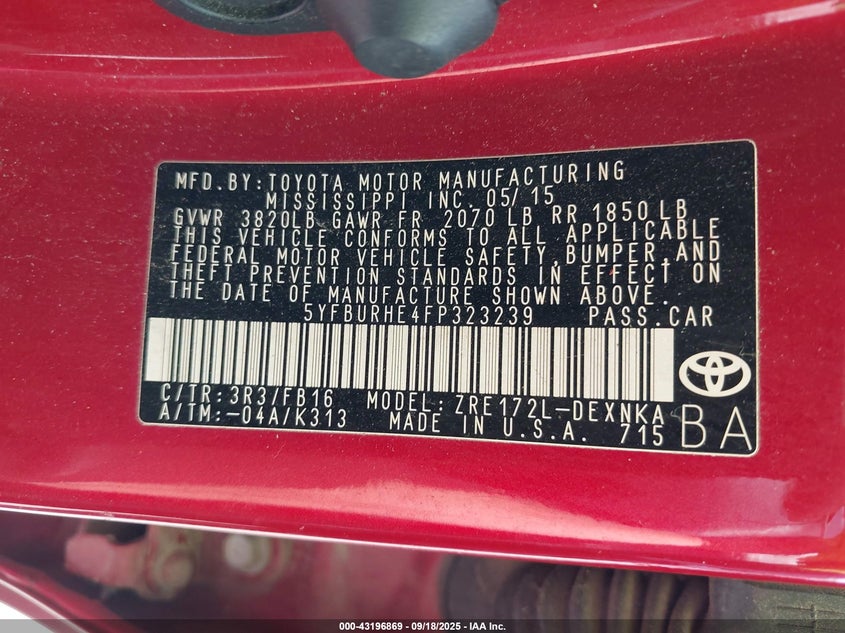 MFD.BY:TOYOTA MOTOR MANUFACTURING
MISSISSIPPI INC. 05/15
GVWR 3820LB GAWR FR 2070 LB RR 1850 LB
THIS VEHICLE CONFORMS TO ALL APPLICABLE
FEDERAL MOTOR VEHICLE SAFETY,BUMPER,AND
THEFT PREVENTION STANDARDS IN EFFECT ON
THE DATE OF MANUFACTURE SHOWN ABOVE.
5YFBURHE4FP323239 PASS.CAR
C/TR:3R3/FB16 MODEL:ZRE172L-DEXNKA
A/TM:-04A/K313 MADE IN U.S.A. 715 BA
000-43196869 - 09/18/2025 - IAA Inc.